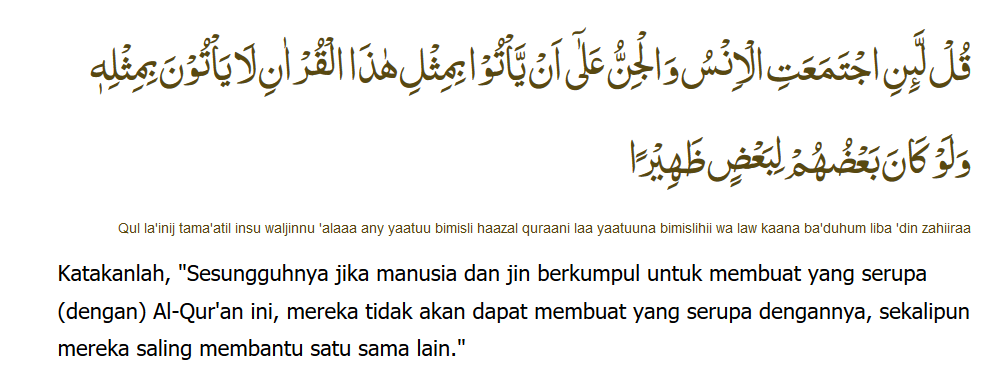 قُلْ لَّىِٕنِ اجْتَمَعَتِ الْاِنْسُ وَالْجِنُّ عَلٰٓى اَنْ يَّأْتُوْا بِمِثْلِ هٰذَا الْقُرْاٰنِ لَا يَأْتُوْنَ بِمِثْلِهٖ
وَلَوْ كَانَ بَعْضُهُمْ لِبَعْضٍ ظَهِيْرًا
Qul la'inij tama'atil insu waljinnu 'alaaa any yaatuu bimisli haazal quraani laa yaatuuna bimislihii wa law kaana ba'duhum liba 'din zahiiraa
Katakanlah, "Sesungguhnya jika manusia dan jin berkumpul untuk membuat yang serupa
(dengan) Al-Qur'an ini, mereka tidak akan dapat membuat yang serupa dengannya, sekalipun
mereka saling membantu satu sama lain."